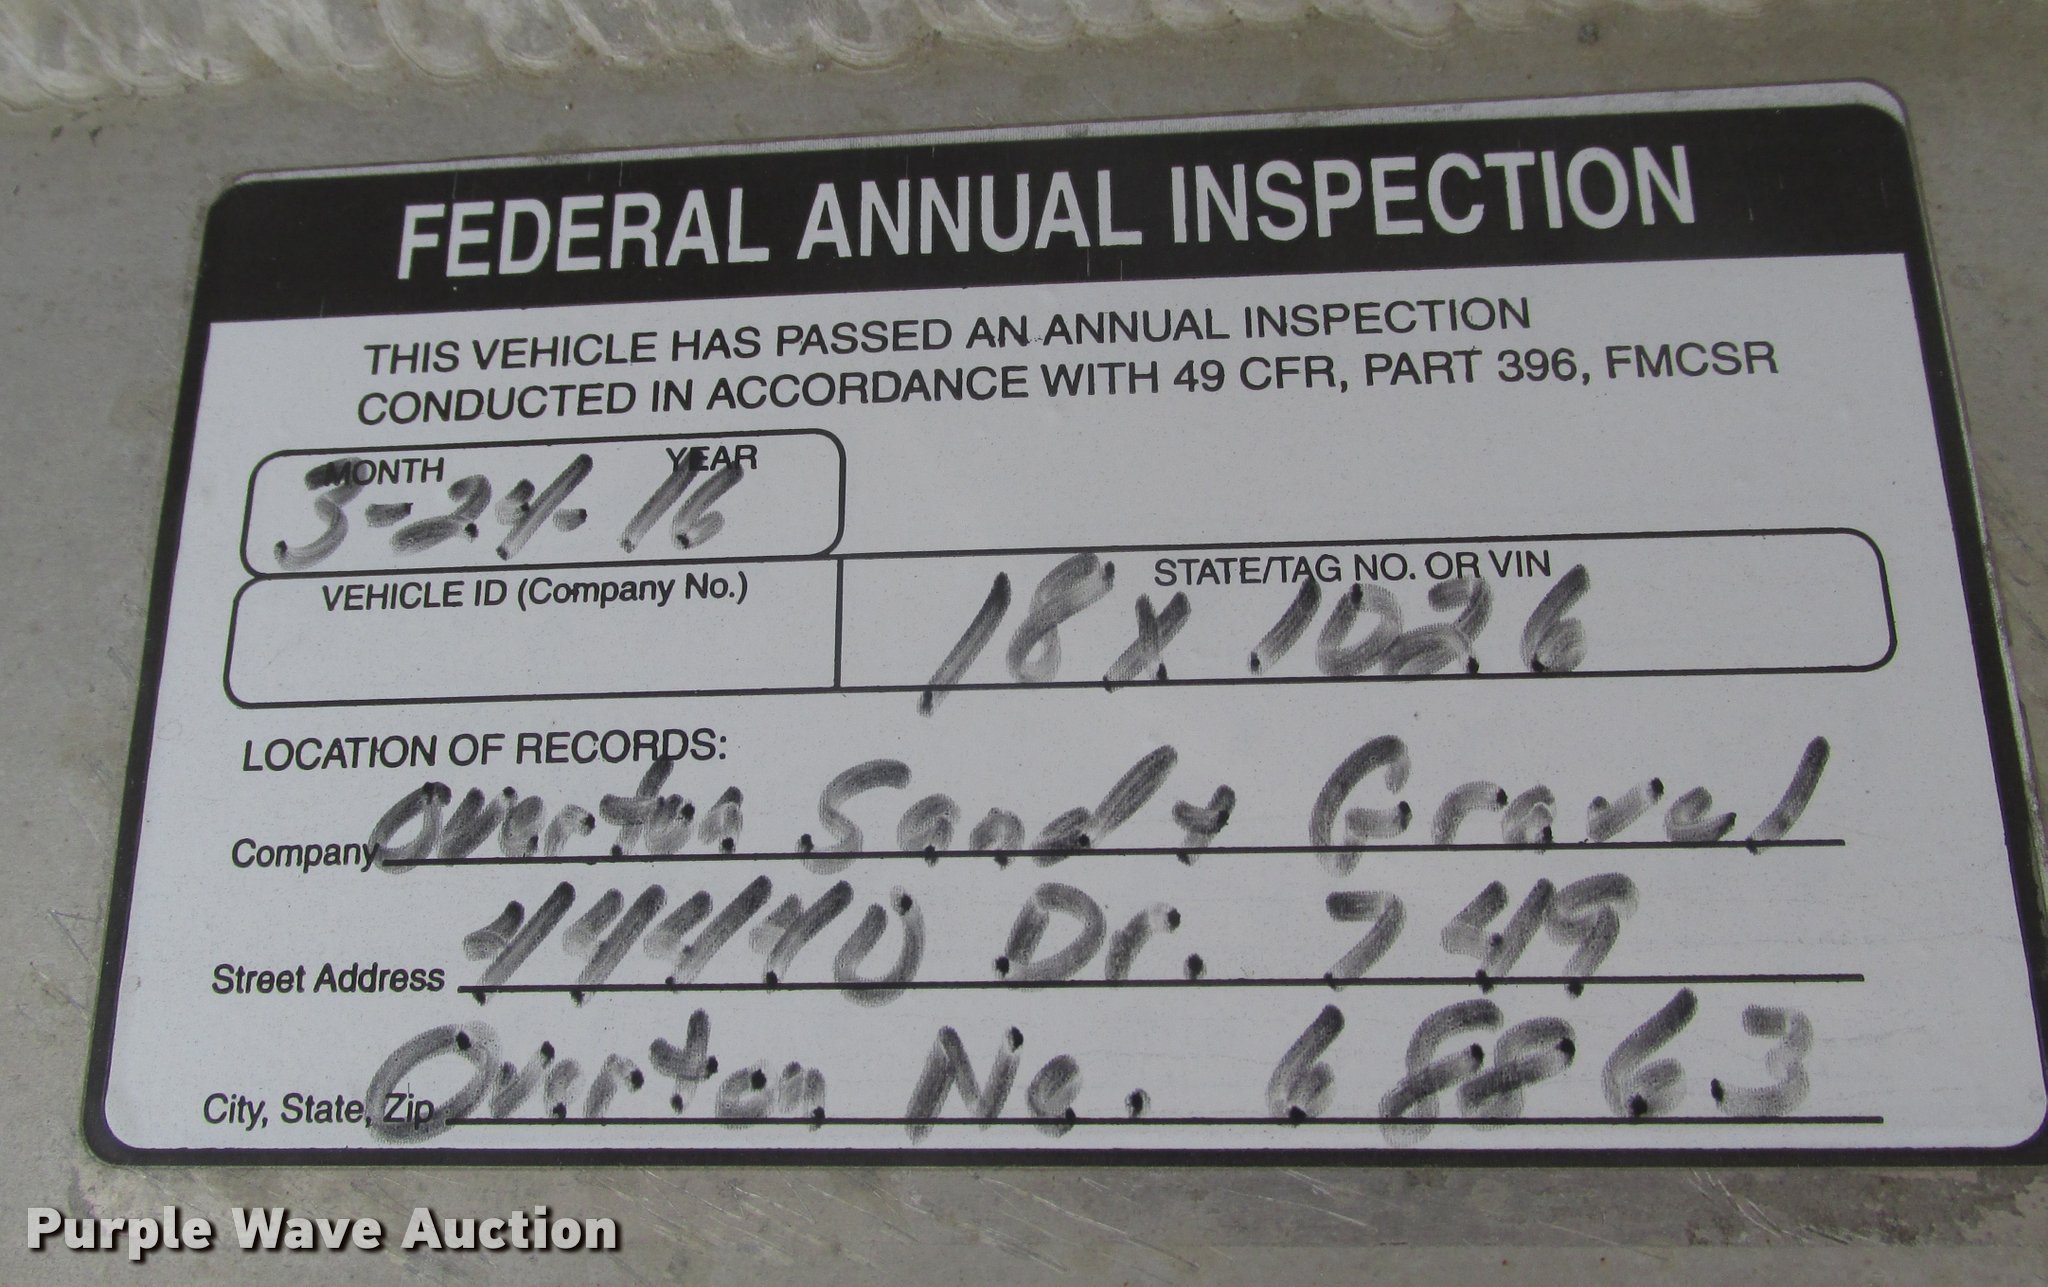 FEDERAL ANNUAL INSPECTION
THIS VEHICLE HAS PASSED AN ANNUAL INSPECTION
CONDUCTED IN ACCORDANCE WITH 49 CFR, PART 396, FMCSR
MONTH YEAR
3-24-16
VEHICLE ID (Company No.)
STATE/TAG NO. OR VIN
18X 1026
LOCATION OF RECORDS:
Company Overton Sand + Gravel
Street Address 44440 Dr. 749
City, State, Zip Overton Ne. 68863
Purple Wave Auction